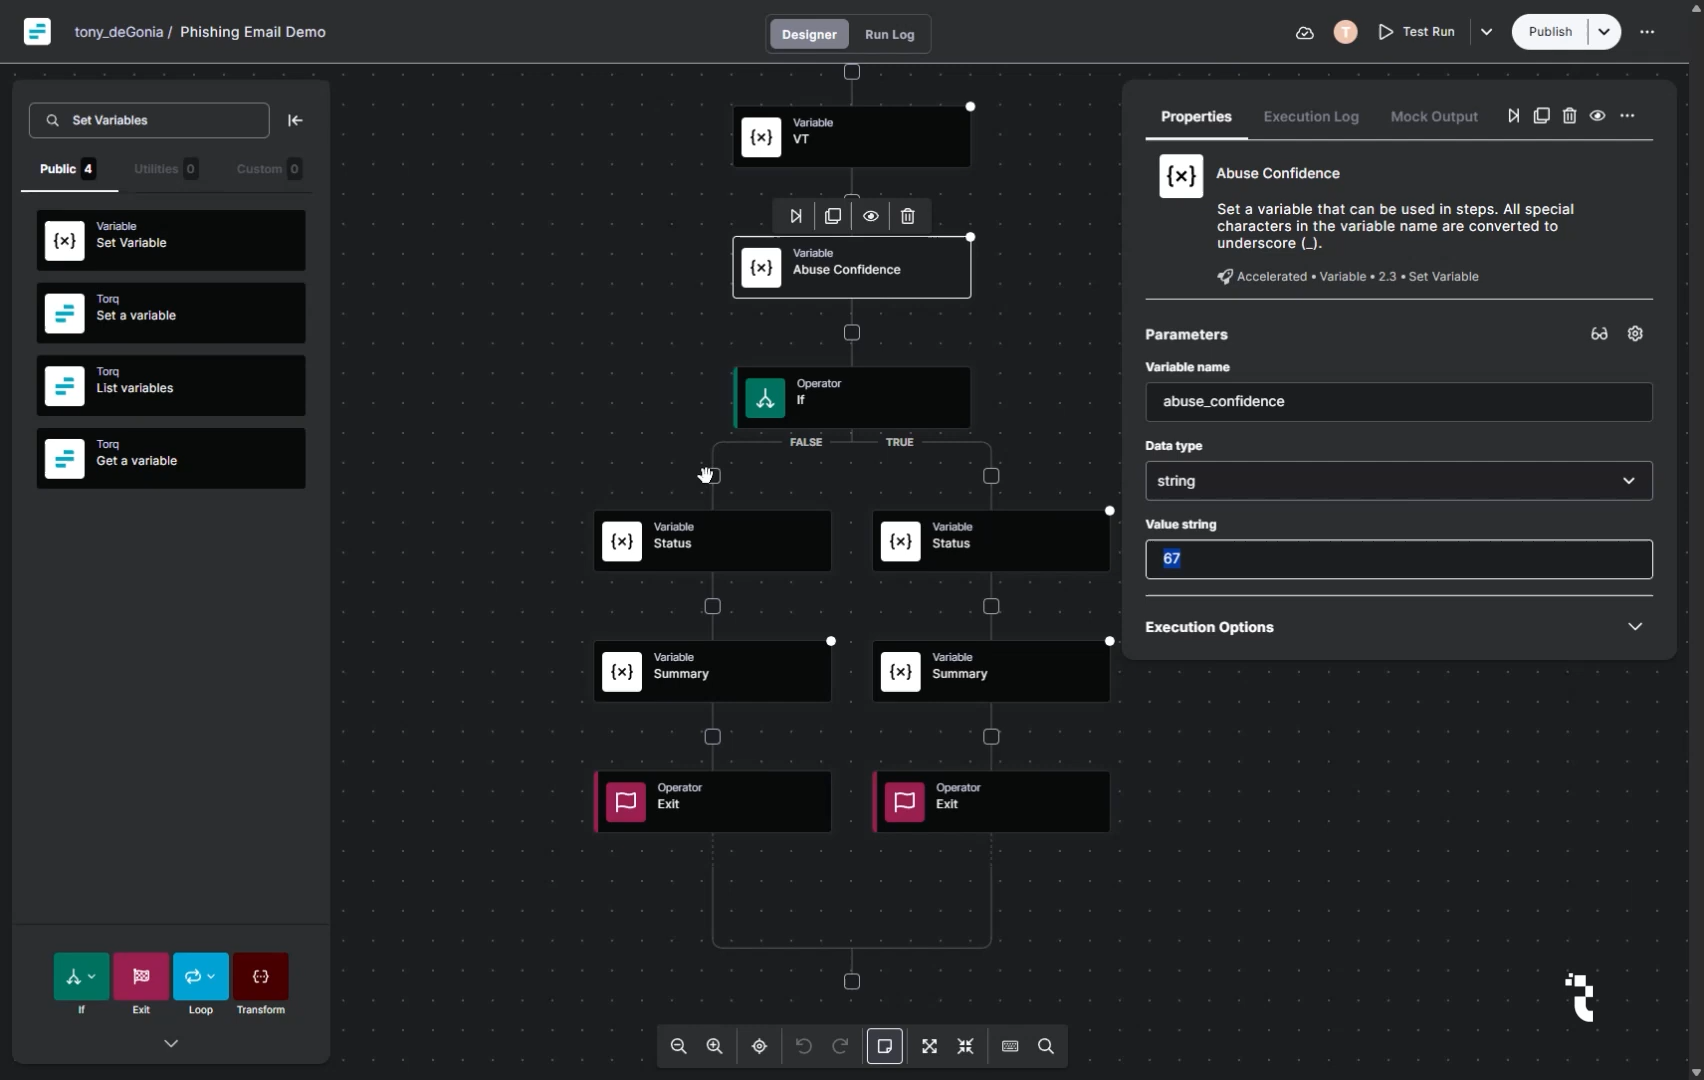 tony_deGonia / Phishing Email Demo
Designer
Run Log
T
Test Run
Publish
Set Variables
Public 4
Utilities 0
Custom 0
Variable
Set Variable
Torq
Set a variable
Torq
List variables
Torq
Get a variable
If
Exit
Loop
Transform
Variable
VT
Variable
Abuse Confidence
Operator
If
FALSE
TRUE
Variable
Status
Variable
Status
Variable
Summary
Variable
Summary
Operator
Exit
Operator
Exit
Properties
Execution Log
Mock Output
Abuse Confidence
Set a variable that can be used in steps. All special
characters in the variable name are converted to
underscore (_).
Accelerated • Variable • 2.3 • Set Variable
Parameters
Variable name
abuse_confidence
Data type
string
Value string
67
Execution Options